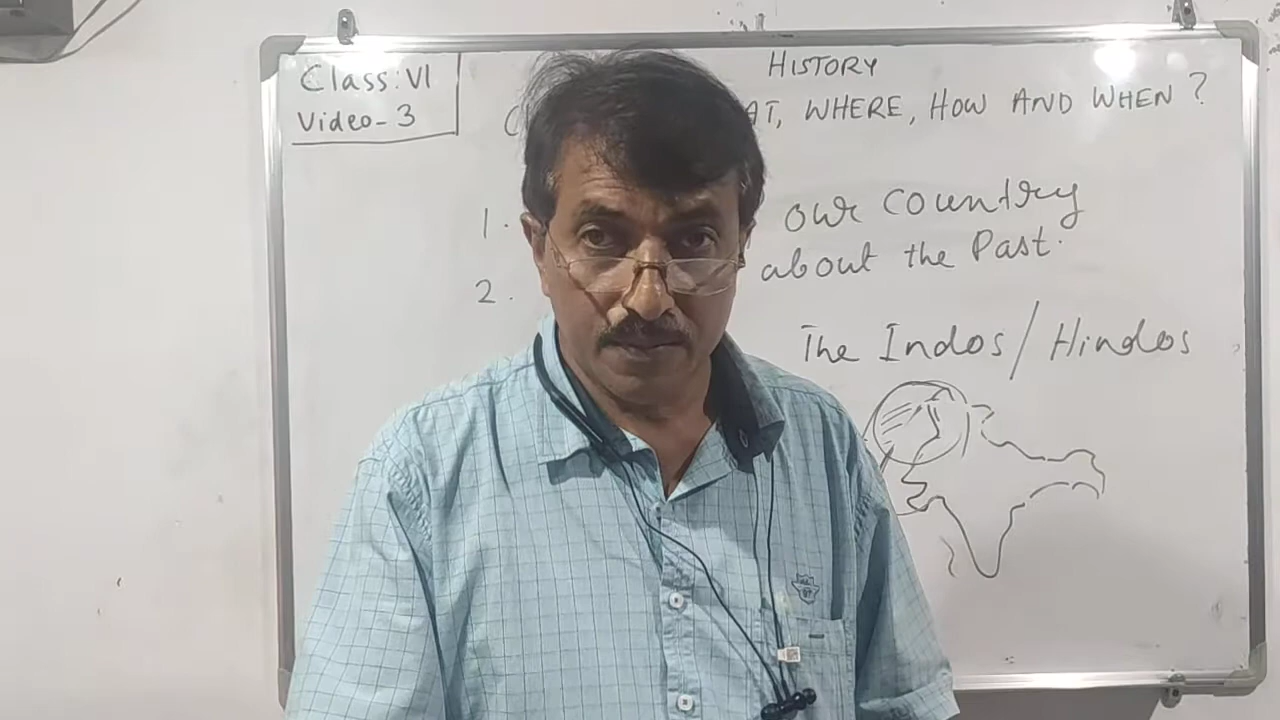 Class: VI
Video-3
HISTORY
AT, WHERE, HOW AND WHEN ?
1.
our country
about the Past.
2.
The Indos / Hindos